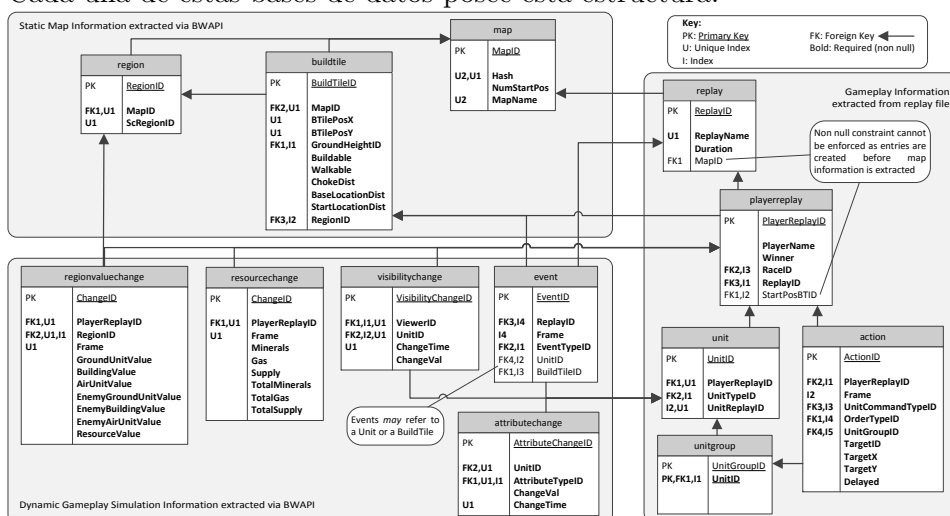 Cada una de estas bases de datos posee esta estructura:
Static Map Information extracted via BWAPI
map
PK MapID
U2,U1 Hash
NumStartPos
U2 MapName
Key:
PK: Primary Key
U: Unique Index
I: Index
FK: Foreign Key
Bold: Required (non null)
region
PK RegionID
FK1,U1 MapID
U1 ScRegionID
buildtile
PK BuildTileID
FK2,U1 MapID
U1 BTilePosX
U1 BTilePosY
FK1,I1 GroundHeightID
Buildable
Walkable
ChokeDist
BaseLocationDist
StartLocationDist
FK3,I2 RegionID
Gameplay Information
extracted from replay file
replay
PK ReplayID
U1 ReplayName
Duration
FK1 MapID
Non null constraint cannot
be enforced as entries are
created before map
information is extracted
playerreplay
PK PlayerReplayID
PlayerName
Winner
FK2,I3 RaceID
FK3,I1 ReplayID
FK1,I2 StartPosBTID
regionvaluechange
PK ChangeID
FK1,U1 PlayerReplayID
FK2,U1,I1 RegionID
U1 Frame
GroundUnitValue
BuildingValue
AirUnitValue
EnemyGroundUnitValue
EnemyBuildingValue
EnemyAirUnitValue
ResourceValue
resourcechange
PK ChangeID
FK1,U1 PlayerReplayID
U1 Frame
Minerals
Gas
Supply
TotalMinerals
TotalGas
TotalSupply
visibilitychange
PK VisibilityChangeID
FK1,I1,U1 ViewerID
FK2,I2,U1 UnitID
U1 ChangeTime
ChangeVal
event
PK EventID
FK3,I4 ReplayID
I4 Frame
FK2,I1 EventTypeID
FK4,I2 UnitID
FK1,I3 BuildTileID
Events may refer to
a Unit or a BuildTile
attributechange
PK AttributeChangeID
FK2,U1 UnitID
FK1,U1,I1 AttributeTypeID
ChangeVal
U1 ChangeTime
unit
PK UnitID
FK1,U1 PlayerReplayID
FK2,I1 UnitTypeID
I2,U1 UnitReplayID
unitgroup
PK UnitGroupID
PK,FK1,I1 UnitID
action
PK ActionID
FK2,I1 PlayerReplayID
I2 Frame
FK3,I3 UnitCommandTypeID
FK1,I4 OrderTypeID
FK4,I5 UnitGroupID
TargetID
TargetX
TargetY
Delayed
Dynamic Gameplay Simulation Information extracted via BWAPI